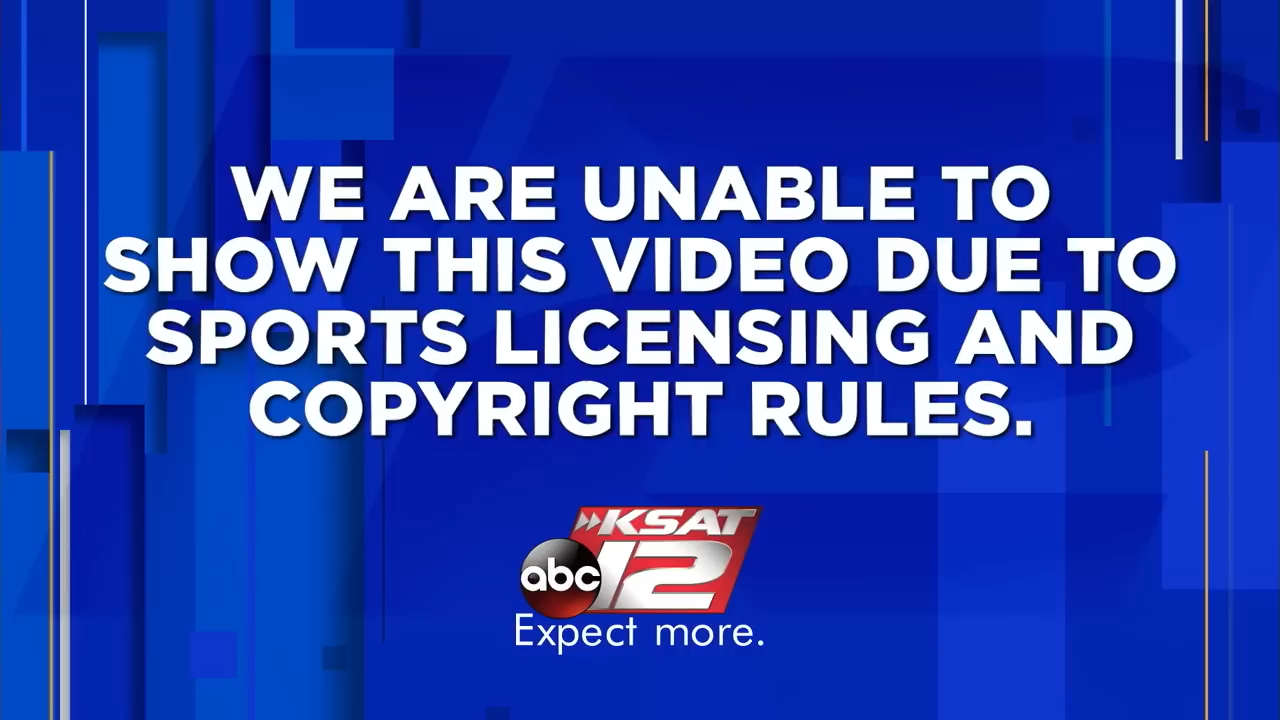 WE ARE UNABLE TO
SHOW THIS VIDEO DUE TO
SPORTS LICENSING AND
COPYRIGHT RULES.
KSAT
abc 12
Expect more.